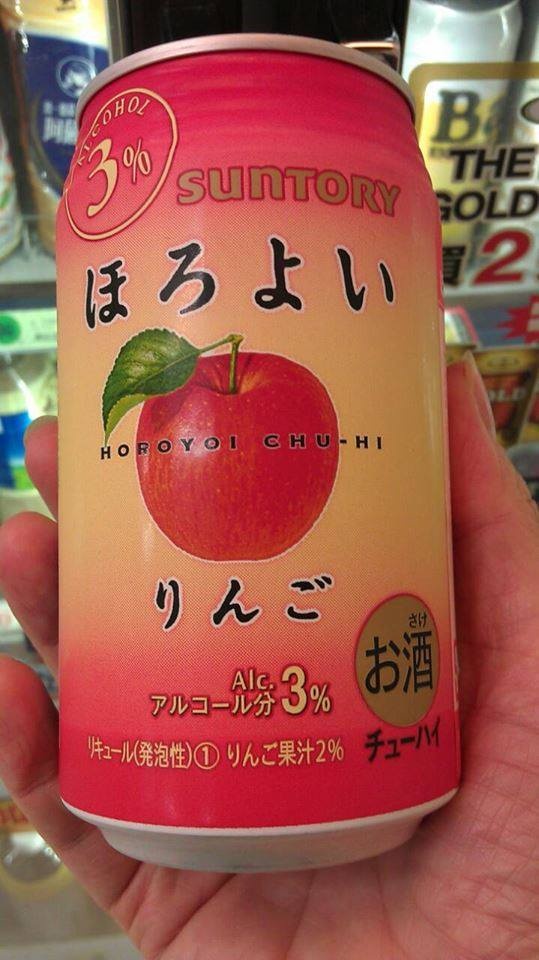 ALCOHOL
3%
SUNTORY
ほろよい
HOROYOI CHU-HI
りんご
さけ
お酒
チューハイ
Alc.
アルコール分3%
リキュール(発泡性)① りんご果汁2%
THE
GOLD
2